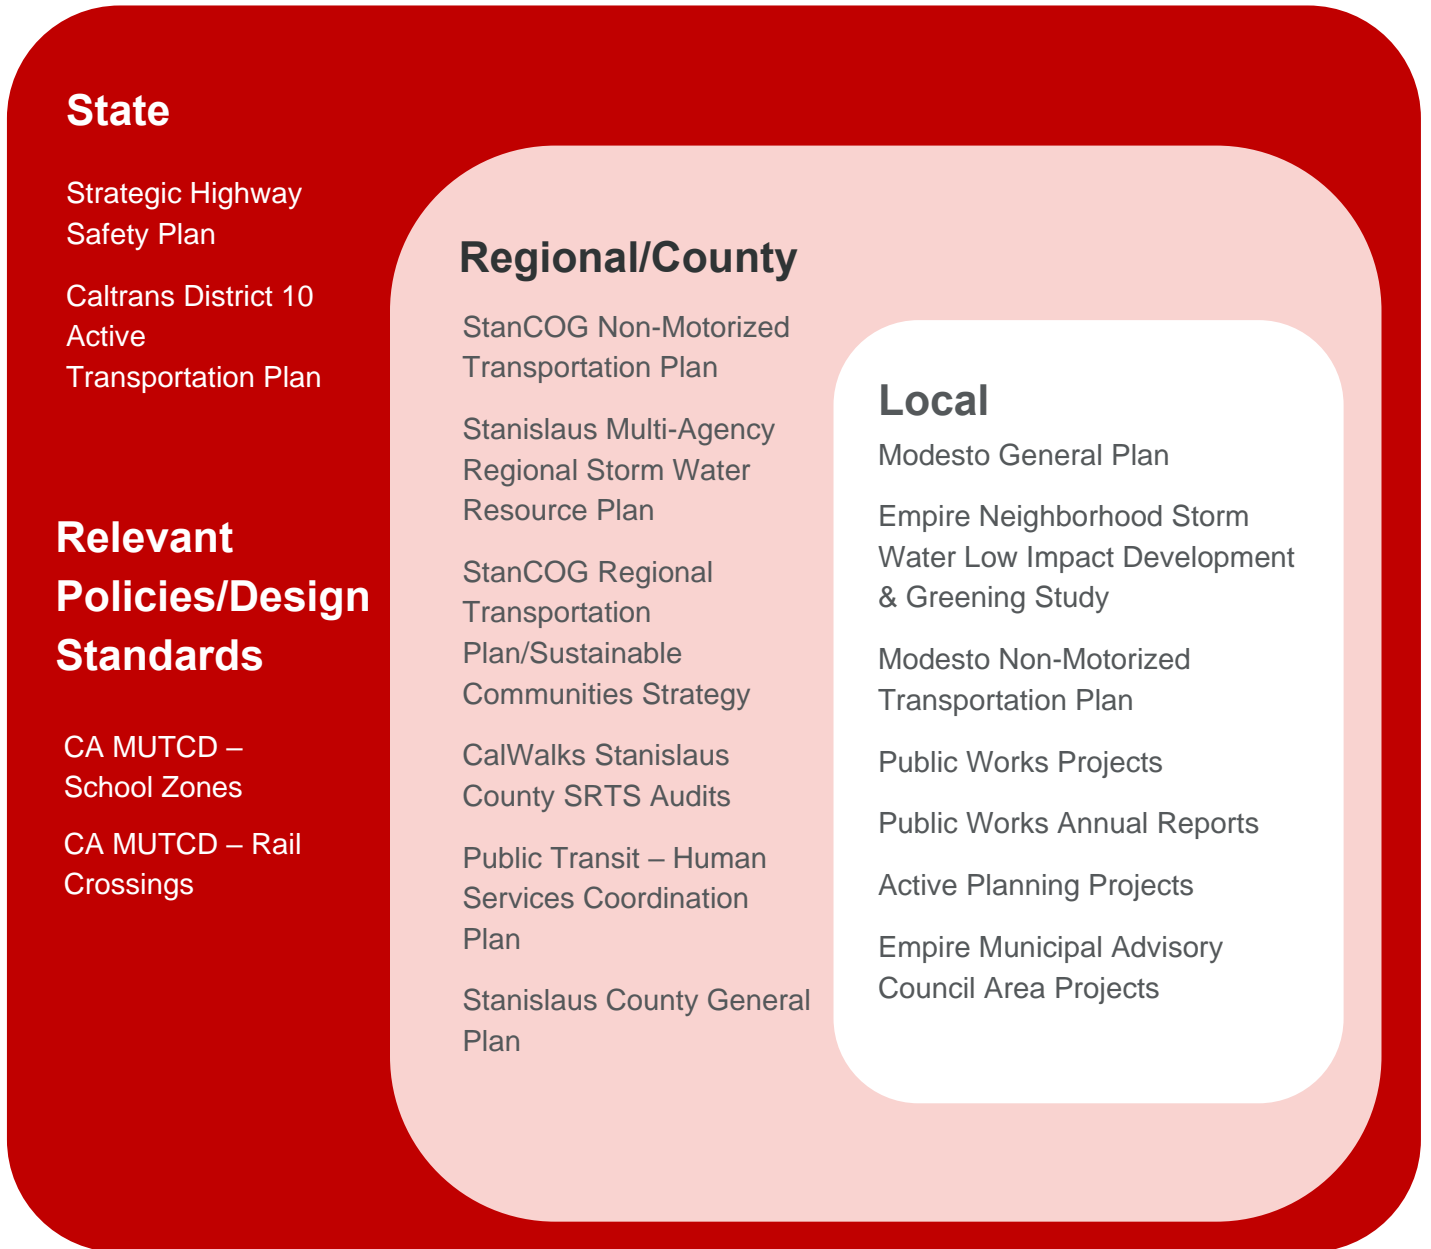 State
Strategic Highway
Safety Plan
Caltrans District 10
Active
Transportation Plan
Relevant
Policies/Design
Standards
CA MUTCD –
School Zones
CA MUTCD – Rail
Crossings
Regional/County
StanCOG Non-Motorized
Transportation Plan
Stanislaus Multi-Agency
Regional Storm Water
Resource Plan
StanCOG Regional
Transportation
Plan/Sustainable
Communities Strategy
CalWalks Stanislaus
County SRTS Audits
Public Transit – Human
Services Coordination
Plan
Stanislaus County General
Plan
Local
Modesto General Plan
Empire Neighborhood Storm
Water Low Impact Development
& Greening Study
Modesto Non-Motorized
Transportation Plan
Public Works Projects
Public Works Annual Reports
Active Planning Projects
Empire Municipal Advisory
Council Area Projects